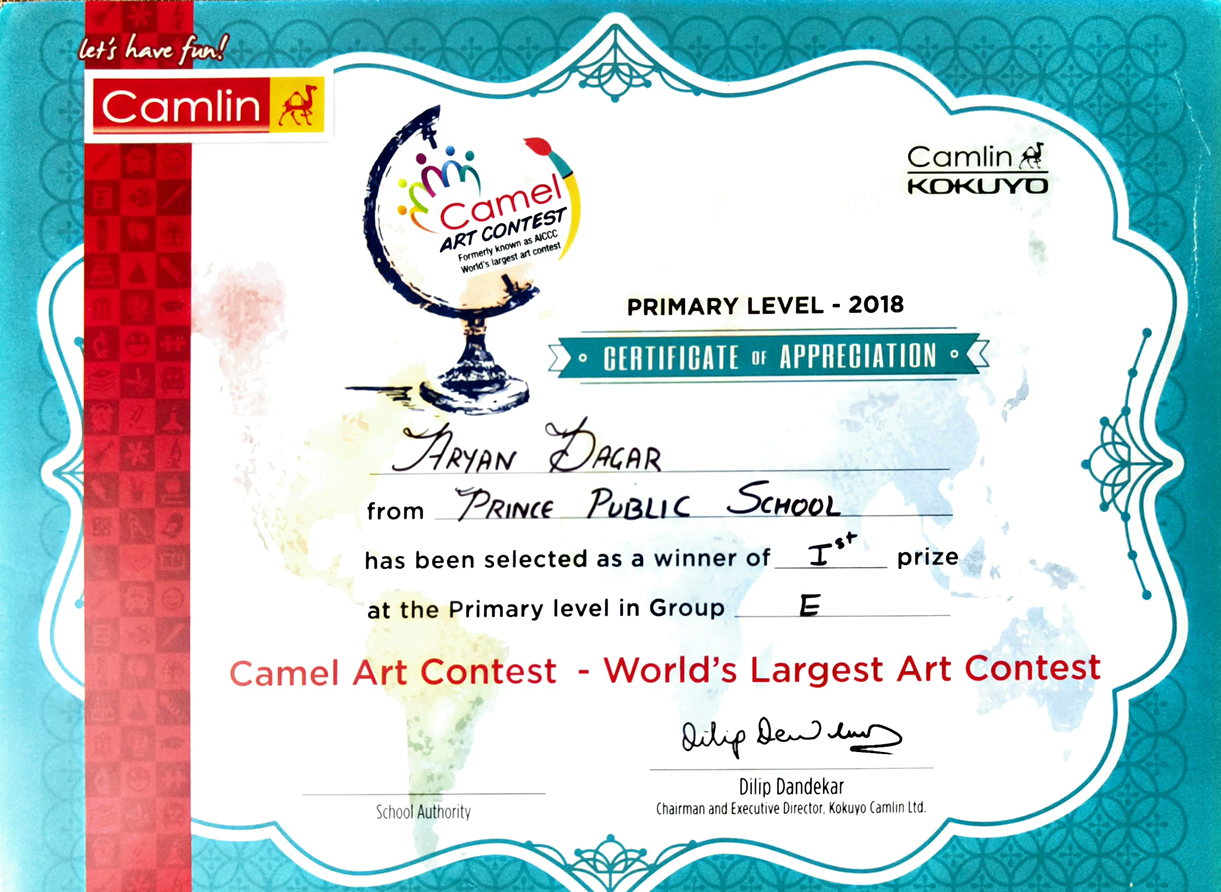 let's have fun!
Camlin
Camel
ART CONTEST
Formerly known as AICCC
World's largest art contest
Camlin
KOKUYO
PRIMARY LEVEL - 2018
CERTIFICATE OF APPRECIATION
ARYAN DAGAR
from PRINCE PUBLIC SCHOOL
has been selected as a winner of Ist prize
at the Primary level in Group E
Camel Art Contest - World's Largest Art Contest
School Authority
Dilip Dandekar
Chairman and Executive Director, Kokuyo Camlin Ltd.